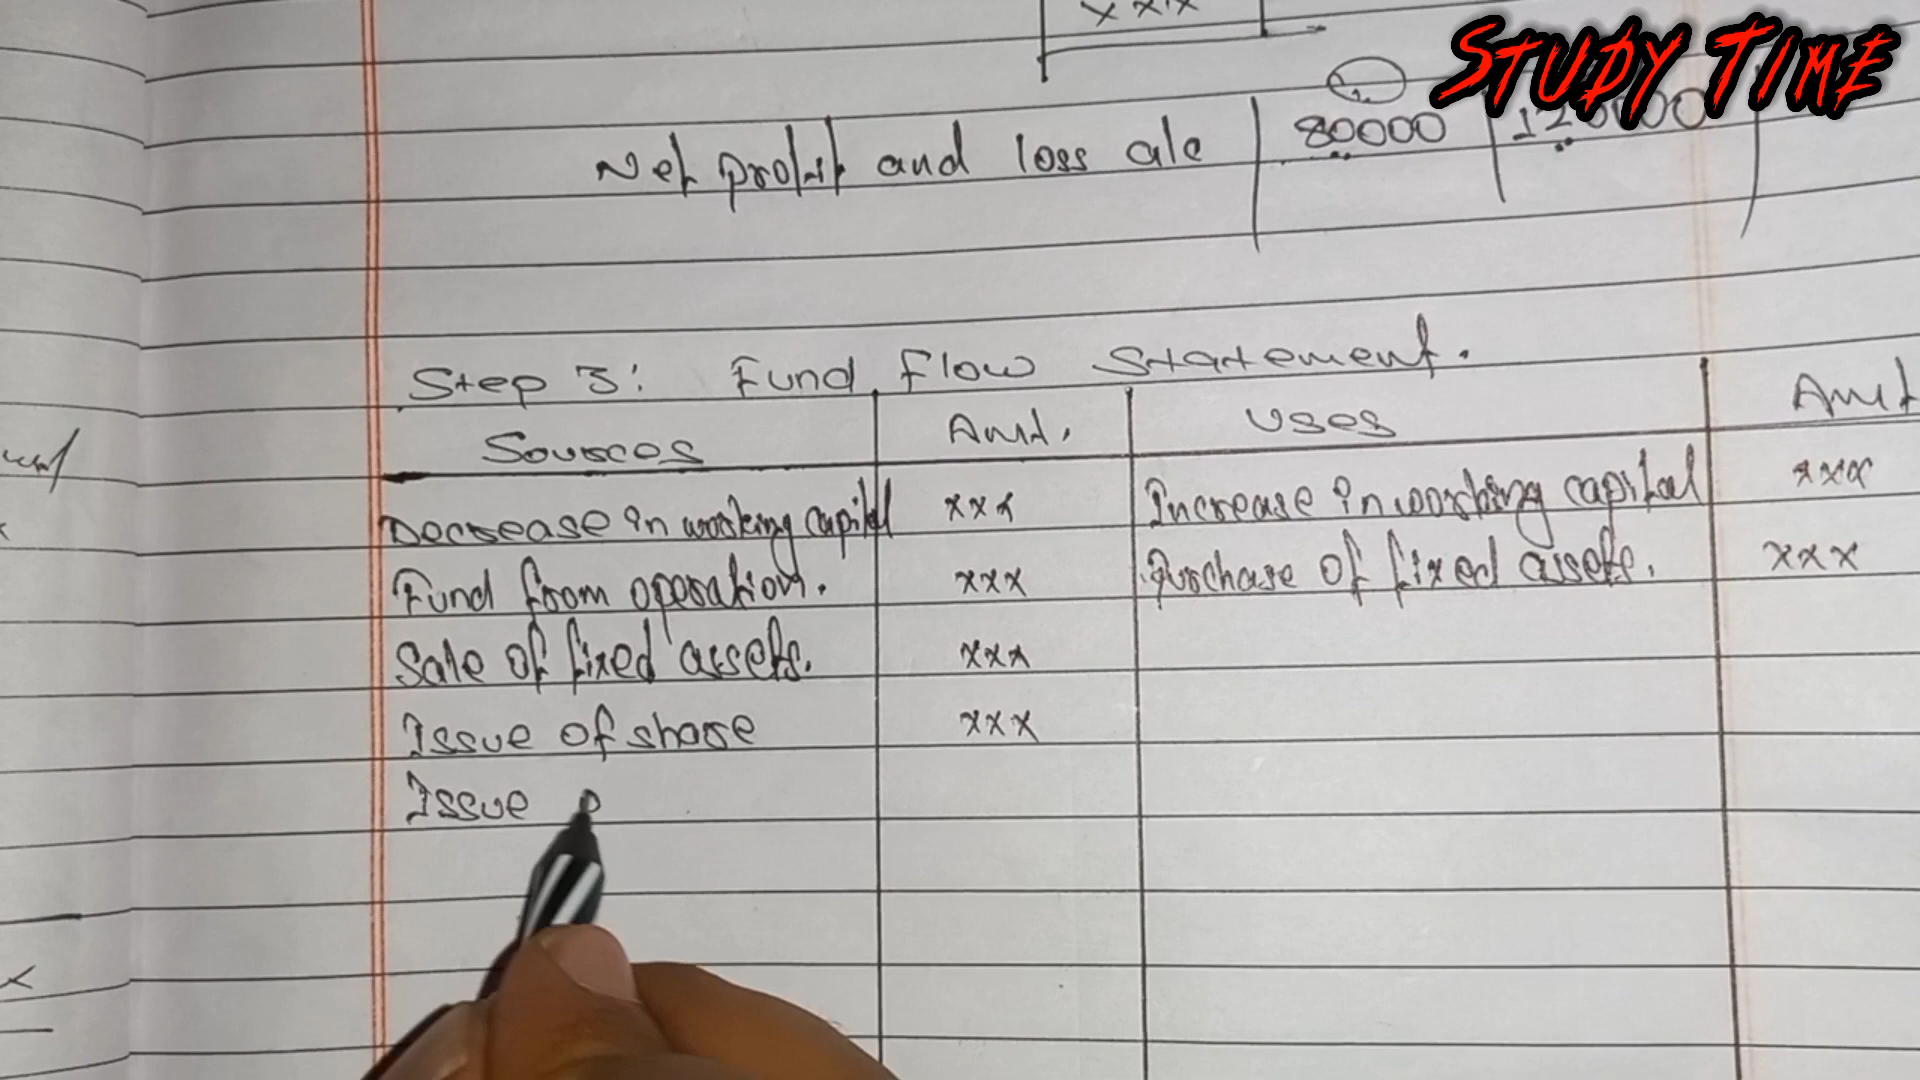 xxx
STUDY TIME
Net profit and loss a/c 80000 120000
Step 3: Fund flow statement.
Sources Amt. Uses Amt
Decrease in working capital xxx Increase in working capital xxx
Fund from operation. xxx Purchase of fixed assets. xxx
Sale of fixed assets. xxx
Issue of share xxx
Issue o
x